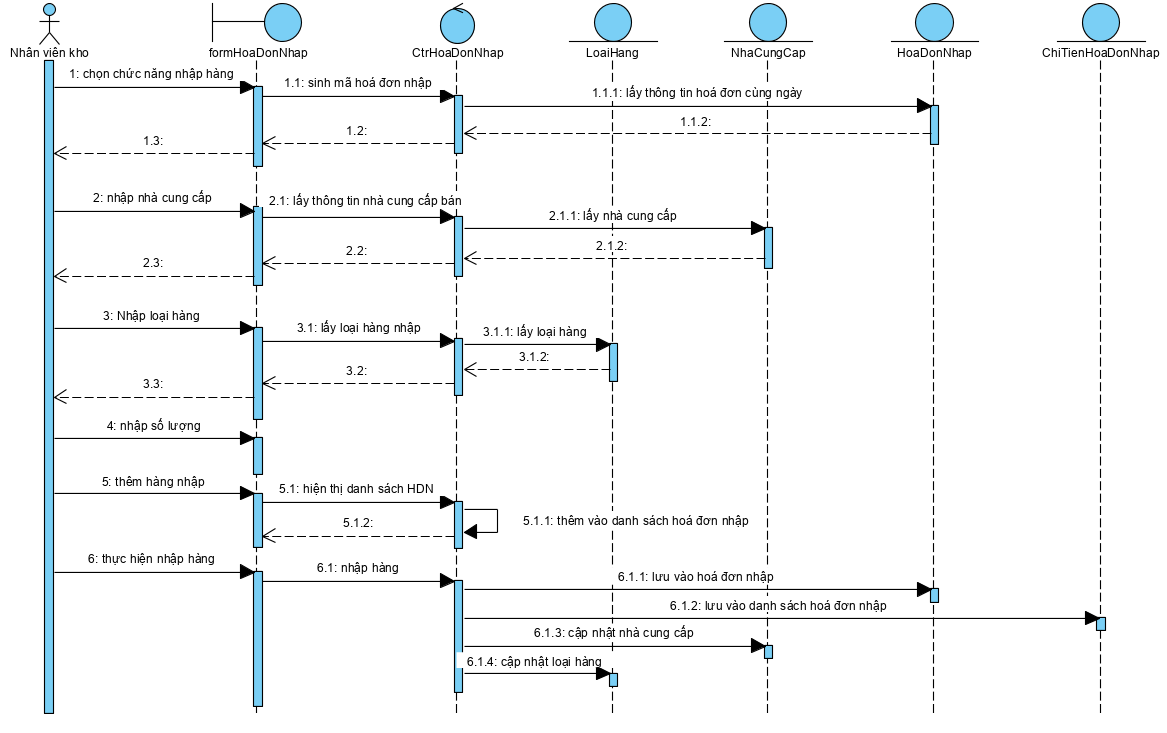 Nhân viên kho
formHoaDonNhap
CtrHoaDonNhap
LoaiHang
NhaCungCap
HoaDonNhap
ChiTienHoaDonNhap
1: chọn chức năng nhập hàng
1.1: sinh mã hoá đơn nhập
1.1.1: lấy thông tin hoá đơn cùng ngày
1.1.2:
1.2:
1.3:
2: nhập nhà cung cấp
2.1: lấy thông tin nhà cung cấp bán
2.1.1: lấy nhà cung cấp
2.1.2:
2.2:
2.3:
3: Nhập loại hàng
3.1: lấy loại hàng nhập
3.1.1: lấy loại hàng
3.1.2:
3.2:
3.3:
4: nhập số lượng
5: thêm hàng nhập
5.1: hiện thị danh sách HDN
5.1.1: thêm vào danh sách hoá đơn nhập
5.1.2:
6: thực hiện nhập hàng
6.1: nhập hàng
6.1.1: lưu vào hoá đơn nhập
6.1.2: lưu vào danh sách hoá đơn nhập
6.1.3: cập nhật nhà cung cấp
6.1.4: cập nhật loại hàng